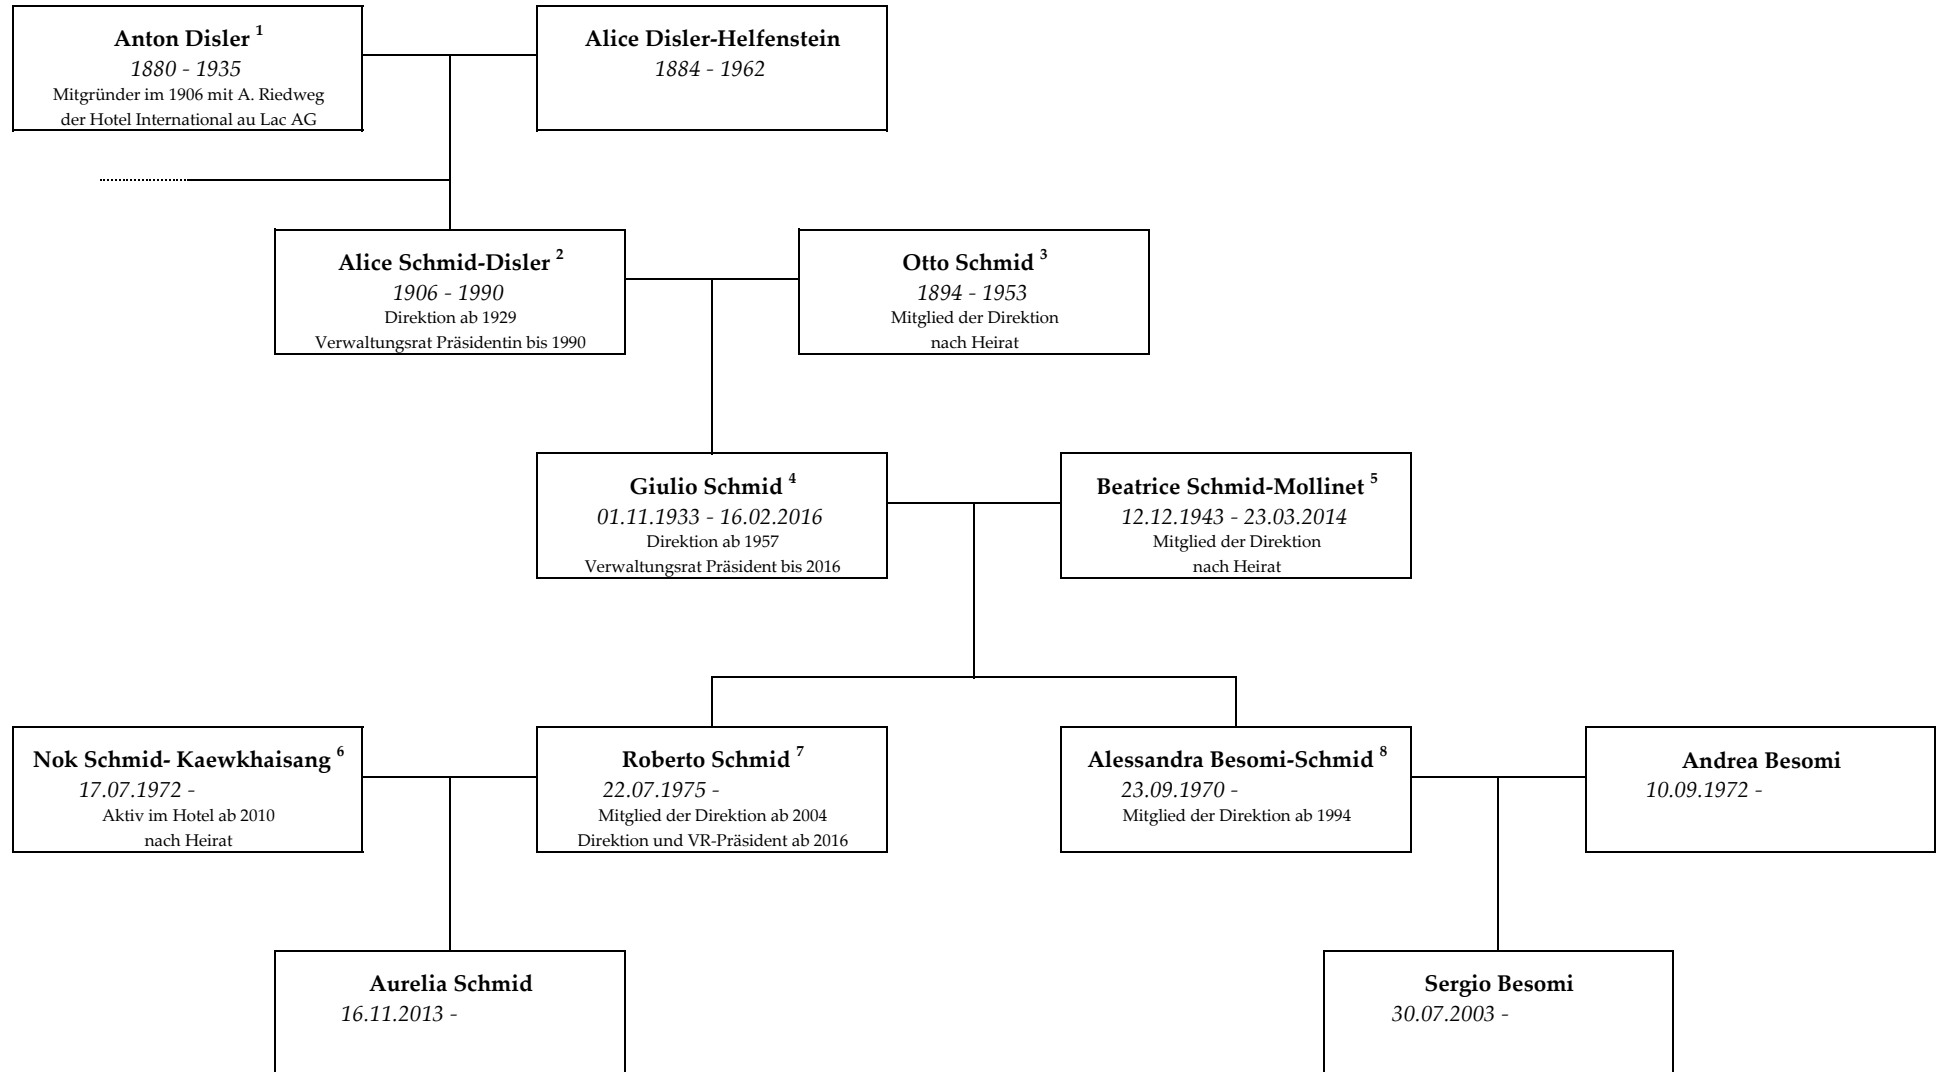 Anton Disler 1
1880 - 1935
Mitgründer im 1906 mit A. Riedweg
der Hotel International au Lac AG
Alice Disler-Helfenstein
1884 - 1962
Alice Schmid-Disler 2
1906 - 1990
Direktion ab 1929
Verwaltungsrat Präsidentin bis 1990
Otto Schmid 3
1894 - 1953
Mitglied der Direktion
nach Heirat
Giulio Schmid 4
01.11.1933 - 16.02.2016
Direktion ab 1957
Verwaltungsrat Präsident bis 2016
Beatrice Schmid-Mollinet 5
12.12.1943 - 23.03.2014
Mitglied der Direktion
nach Heirat
Nok Schmid- Kaewkhaisang 6
17.07.1972 -
Aktiv im Hotel ab 2010
nach Heirat
Roberto Schmid 7
22.07.1975 -
Mitglied der Direktion ab 2004
Direktion und VR-Präsident ab 2016
Alessandra Besomi-Schmid 8
23.09.1970 -
Mitglied der Direktion ab 1994
Andrea Besomi
10.09.1972 -
Aurelia Schmid
16.11.2013 -
Sergio Besomi
30.07.2003 -